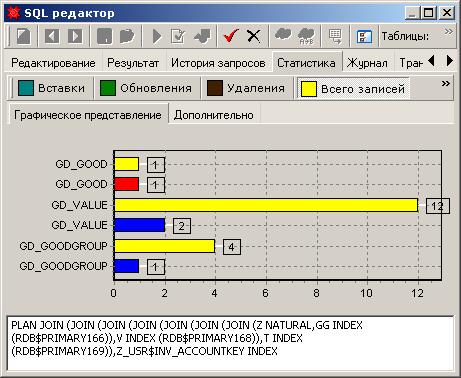 SQL редактор
Таблицы:
Редактирование Результат История запросов Статистика Журнал Тран
Вставки Обновления Удаления Всего записей
Графическое представление Дополнительно
GD_GOOD 1
GD_GOOD 1
GD_VALUE 12
GD_VALUE 2
GD_GOODGROUP 4
GD_GOODGROUP 1
0 2 4 6 8 10 12
PLAN JOIN (JOIN (JOIN (JOIN (JOIN (JOIN (JOIN (Z NATURAL,GG INDEX
(RDB$PRIMARY166)),V INDEX (RDB$PRIMARY168)),T INDEX
(RDB$PRIMARY169)),Z_USR$INV_ACCOUNTKEY INDEX